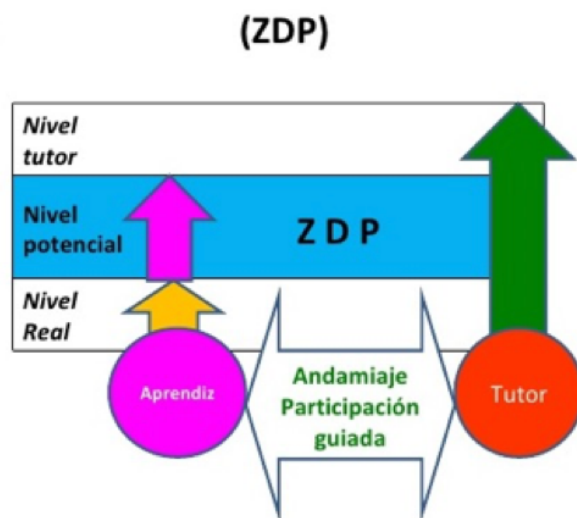 (ZDP)
Nivel
tutor
Nivel
potencial
Z D P
Nivel
Real
Aprendiz
Andamiaje
Participación
guiada
Tutor